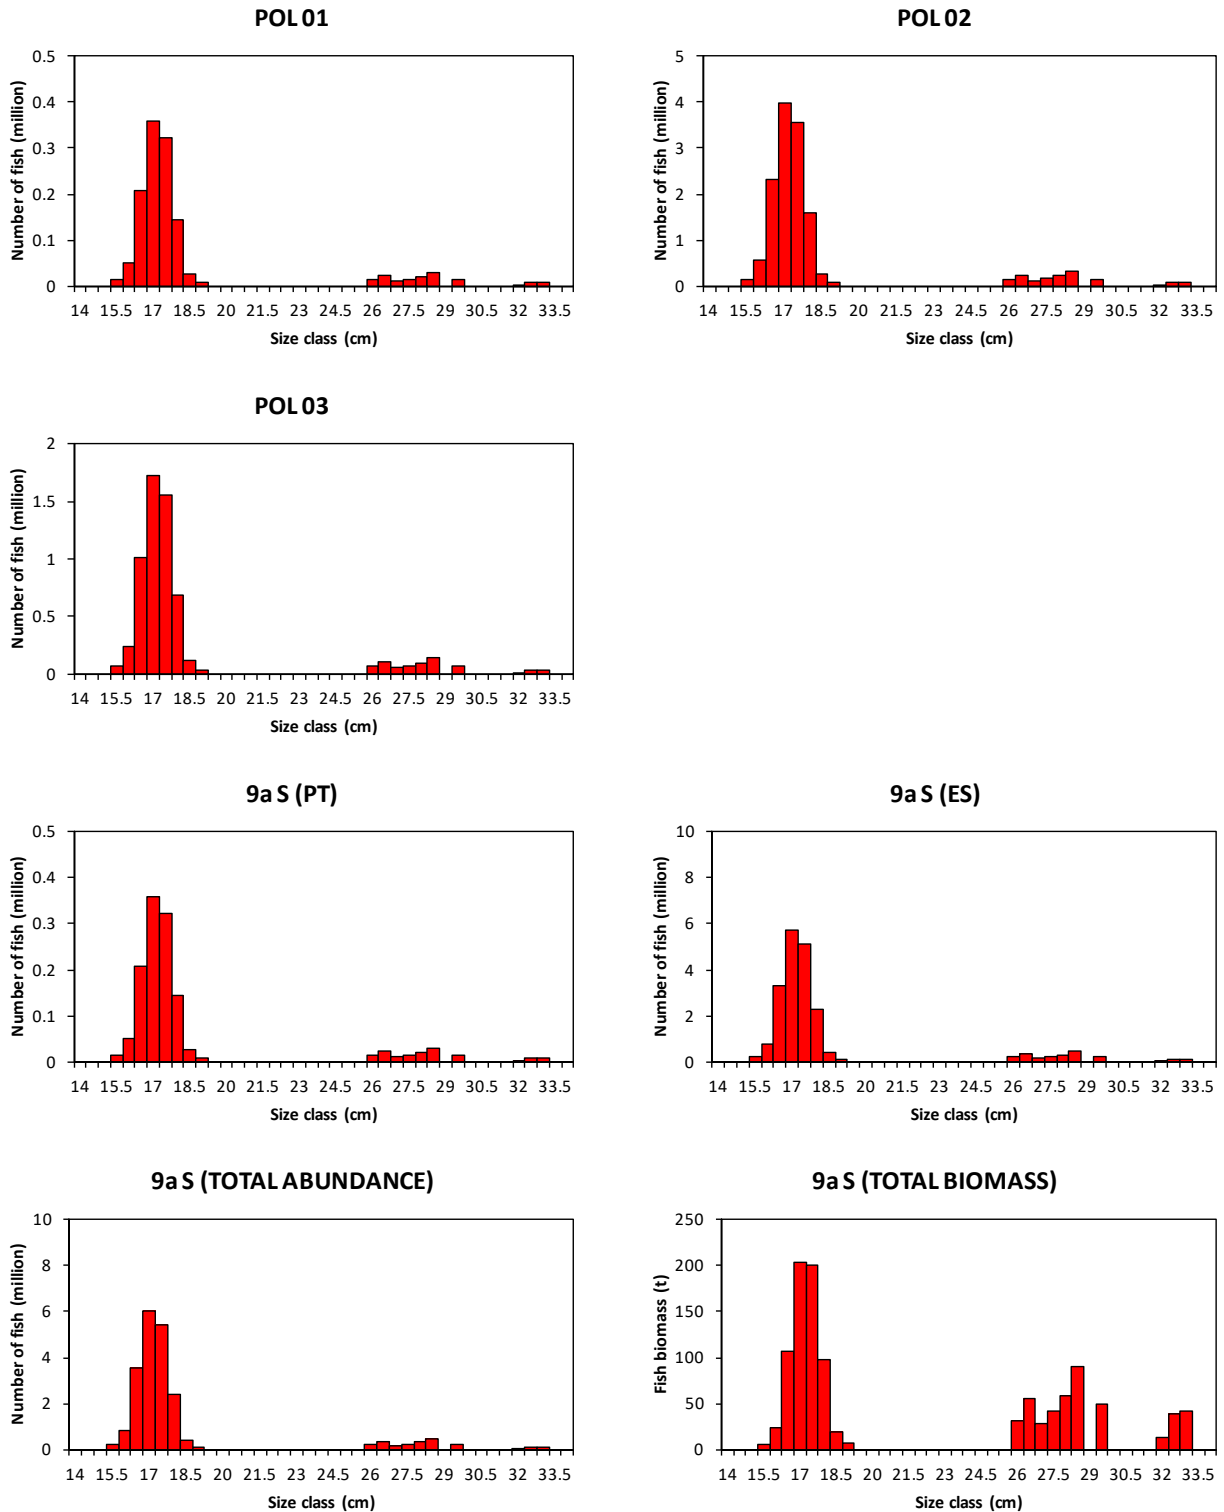 POL 01
0.5
0.4
0.3
0.2
0.1
0
Number of fish (million)
14 15.5 17 18.5 20 21.5 23 24.5 26 27.5 29 30.5 32 33.5
Size class (cm)
POL 02
5
4
3
2
1
0
Number of fish (million)
14 15.5 17 18.5 20 21.5 23 24.5 26 27.5 29 30.5 32 33.5
Size class (cm)
POL 03
2
1.5
1
0.5
0
Number of fish (million)
14 15.5 17 18.5 20 21.5 23 24.5 26 27.5 29 30.5 32 33.5
Size class (cm)
9a S (PT)
0.5
0.4
0.3
0.2
0.1
0
Number of fish (million)
14 15.5 17 18.5 20 21.5 23 24.5 26 27.5 29 30.5 32 33.5
Size class (cm)
9a S (ES)
10
8
6
4
2
0
Number of fish (million)
14 15.5 17 18.5 20 21.5 23 24.5 26 27.5 29 30.5 32 33.5
Size class (cm)
9a S (TOTAL ABUNDANCE)
10
8
6
4
2
0
Number of fish (million)
14 15.5 17 18.5 20 21.5 23 24.5 26 27.5 29 30.5 32 33.5
Size class (cm)
9a S (TOTAL BIOMASS)
250
200
150
100
50
0
Fish biomass (t)
14 15.5 17 18.5 20 21.5 23 24.5 26 27.5 29 30.5 32 33.5
Size class (cm)